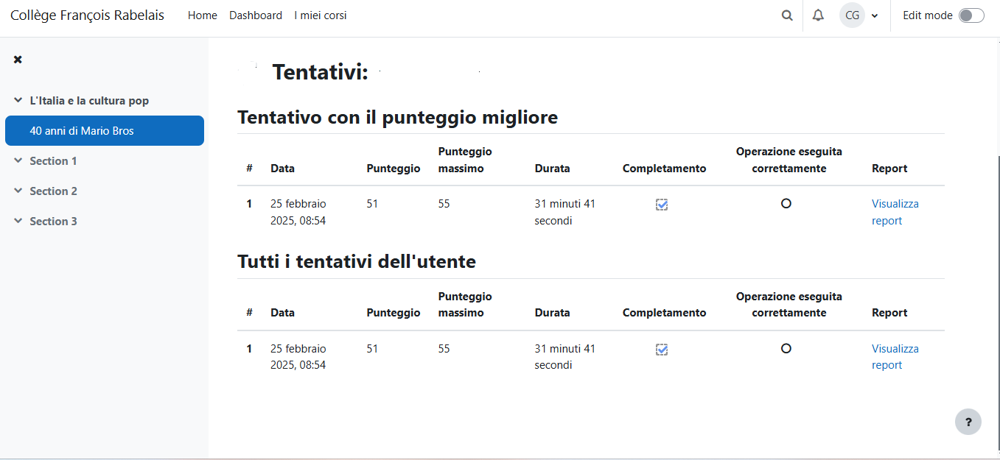 Collège François Rabelais Home Dashboard I miei corsi CG Edit mode
L'Italia e la cultura pop
40 anni di Mario Bros
Section 1
Section 2
Section 3
Tentativi:
Tentativo con il punteggio migliore
# Data Punteggio Punteggio massimo Durata Completamento Operazione eseguita correttamente Report
1 25 febbraio 2025, 08:54 51 55 31 minuti 41 secondi Visualizza report
Tutti i tentativi dell'utente
# Data Punteggio Punteggio massimo Durata Completamento Operazione eseguita correttamente Report
1 25 febbraio 2025, 08:54 51 55 31 minuti 41 secondi Visualizza report
?